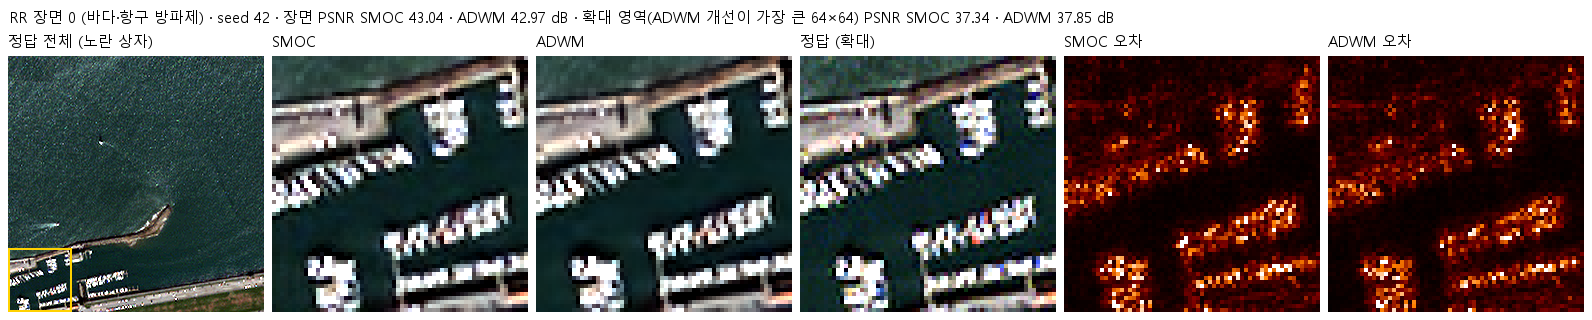 RR 장면 0 (바다·항구 방파제) · seed 42 · 장면 PSNR SMOC 43.04 · ADWM 42.97 dB · 확대 영역(ADWM 개선이 가장 큰 64×64) PSNR SMOC 37.34 · ADWM 37.85 dB
정답 전체 (노란 상자)
SMOC
ADWM
정답 (확대)
SMOC 오차
ADWM 오차